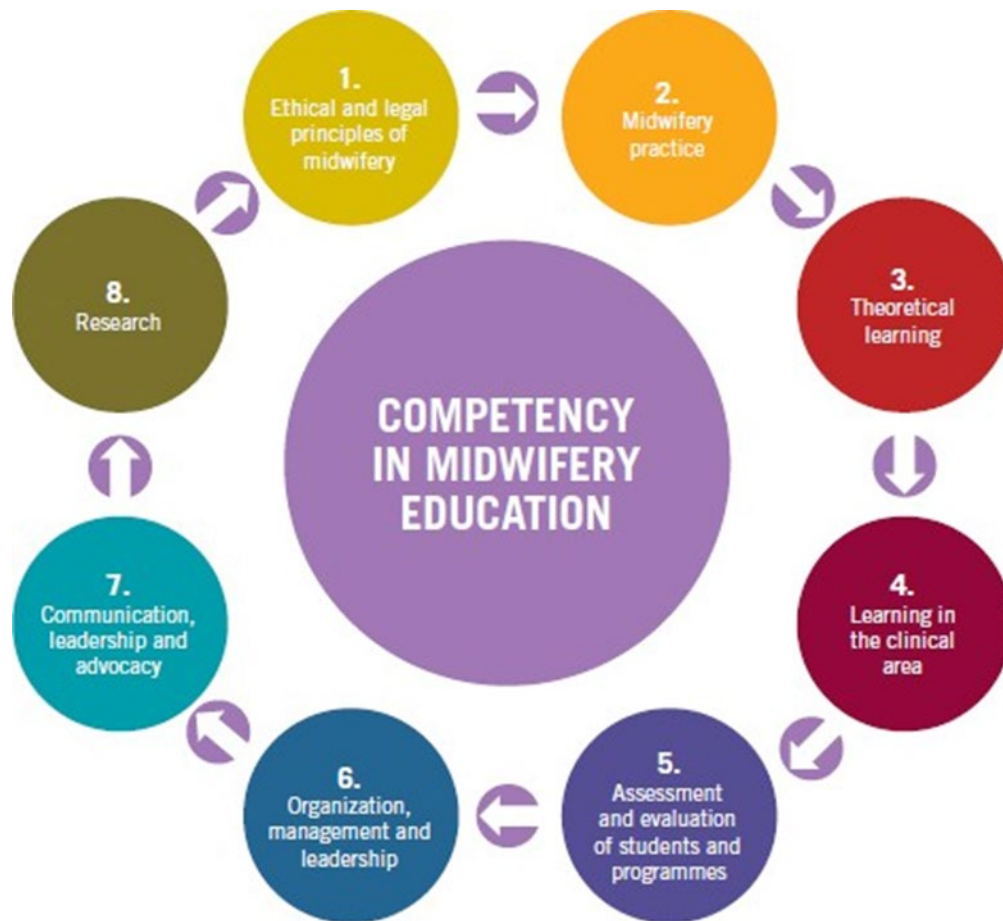 1.
Ethical and legal
principles of
midwifery
2.
Midwifery
practice
3.
Theoretical
learning
4.
Learning in
the clinical
area
5.
Assessment
and evaluation
of students and
programmes
6.
Organization,
management and
leadership
7.
Communication,
leadership and
advocacy
8.
Research
COMPETENCY
IN MIDWIFERY
EDUCATION